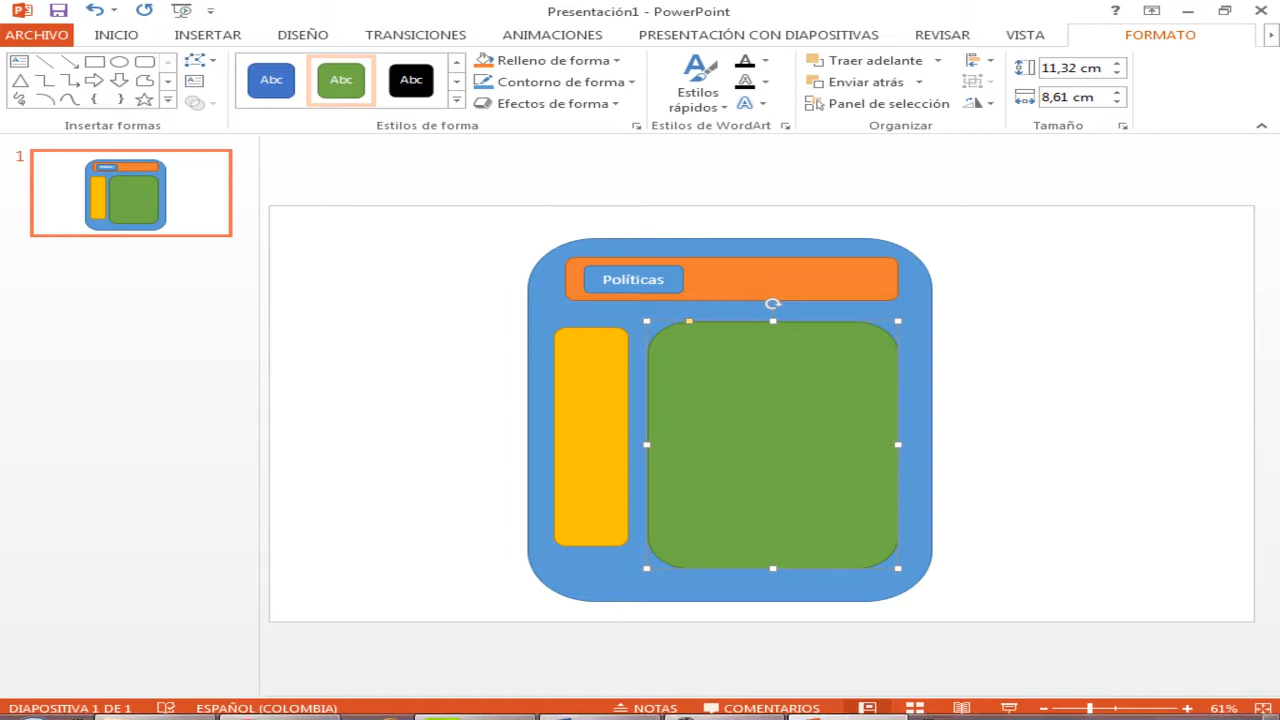 Presentación1 - PowerPoint
?
ARCHIVO INICIO INSERTAR DISEÑO TRANSICIONES ANIMACIONES PRESENTACIÓN CON DIAPOSITIVAS REVISAR VISTA FORMATO
Abc Abc Abc
Relleno de forma
Contorno de forma
Efectos de forma
Estilos rápidos
A
A
A
Traer adelante
Enviar atrás
Panel de selección
11,32 cm
8,61 cm
Insertar formas Estilos de forma Estilos de WordArt Organizar Tamaño
1
Políticas
DIAPOSITIVA 1 DE 1 ESPAÑOL (COLOMBIA) NOTAS COMENTARIOS 61%